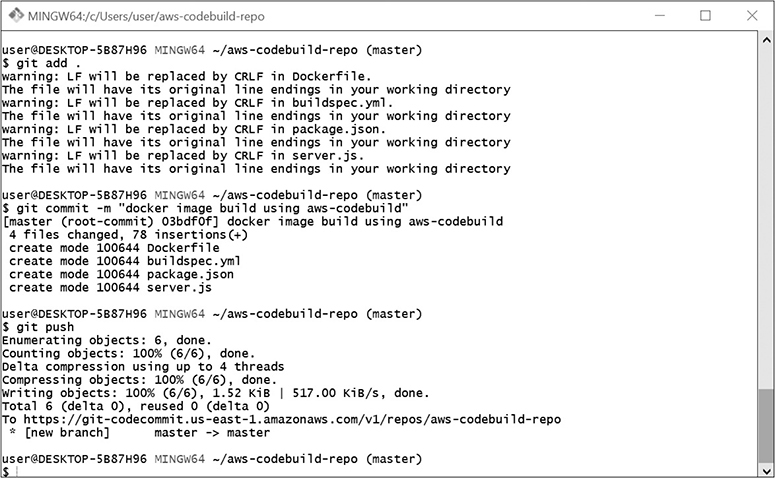 MINGW64:/c/Users/user/aws-codebuild-repo
user@DESKTOP-5B87H96 MINGW64 ~/aws-codebuild-repo (master)
$ git add .
warning: LF will be replaced by CRLF in Dockerfile.
The file will have its original line endings in your working directory
warning: LF will be replaced by CRLF in buildspec.yml.
The file will have its original line endings in your working directory
warning: LF will be replaced by CRLF in package.json.
The file will have its original line endings in your working directory
warning: LF will be replaced by CRLF in server.js.
The file will have its original line endings in your working directory
user@DESKTOP-5B87H96 MINGW64 ~/aws-codebuild-repo (master)
$ git commit -m "docker image build using aws-codebuild"
[master (root-commit) 03bdf0f] docker image build using aws-codebuild
4 files changed, 78 insertions(+)
create mode 100644 Dockerfile
create mode 100644 buildspec.yml
create mode 100644 package.json
create mode 100644 server.js
user@DESKTOP-5B87H96 MINGW64 ~/aws-codebuild-repo (master)
$ git push
Enumerating objects: 6, done.
Counting objects: 100% (6/6), done.
Delta compression using up to 4 threads
Compressing objects: 100% (6/6), done.
Writing objects: 100% (6/6), 1.52 KiB | 517.00 KiB/s, done.
Total 6 (delta 0), reused 0 (delta 0)
To https://git-codecommit.us-east-1.amazonaws.com/v1/repos/aws-codebuild-repo
* [new branch] master -> master
user@DESKTOP-5B87H96 MINGW64 ~/aws-codebuild-repo (master)
$